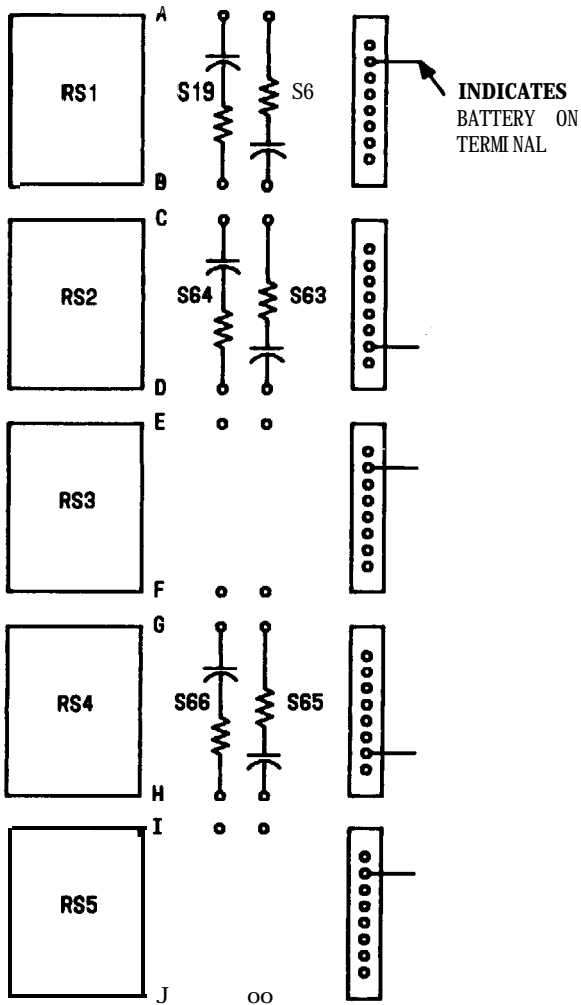 A
RS1
S19
S6
INDICATES
BATTERY ON
TERMINAL
B
C
RS2
S64
S63
D
E
RS3
F
G
RS4
S66
S65
H
I
RS5
J
oo